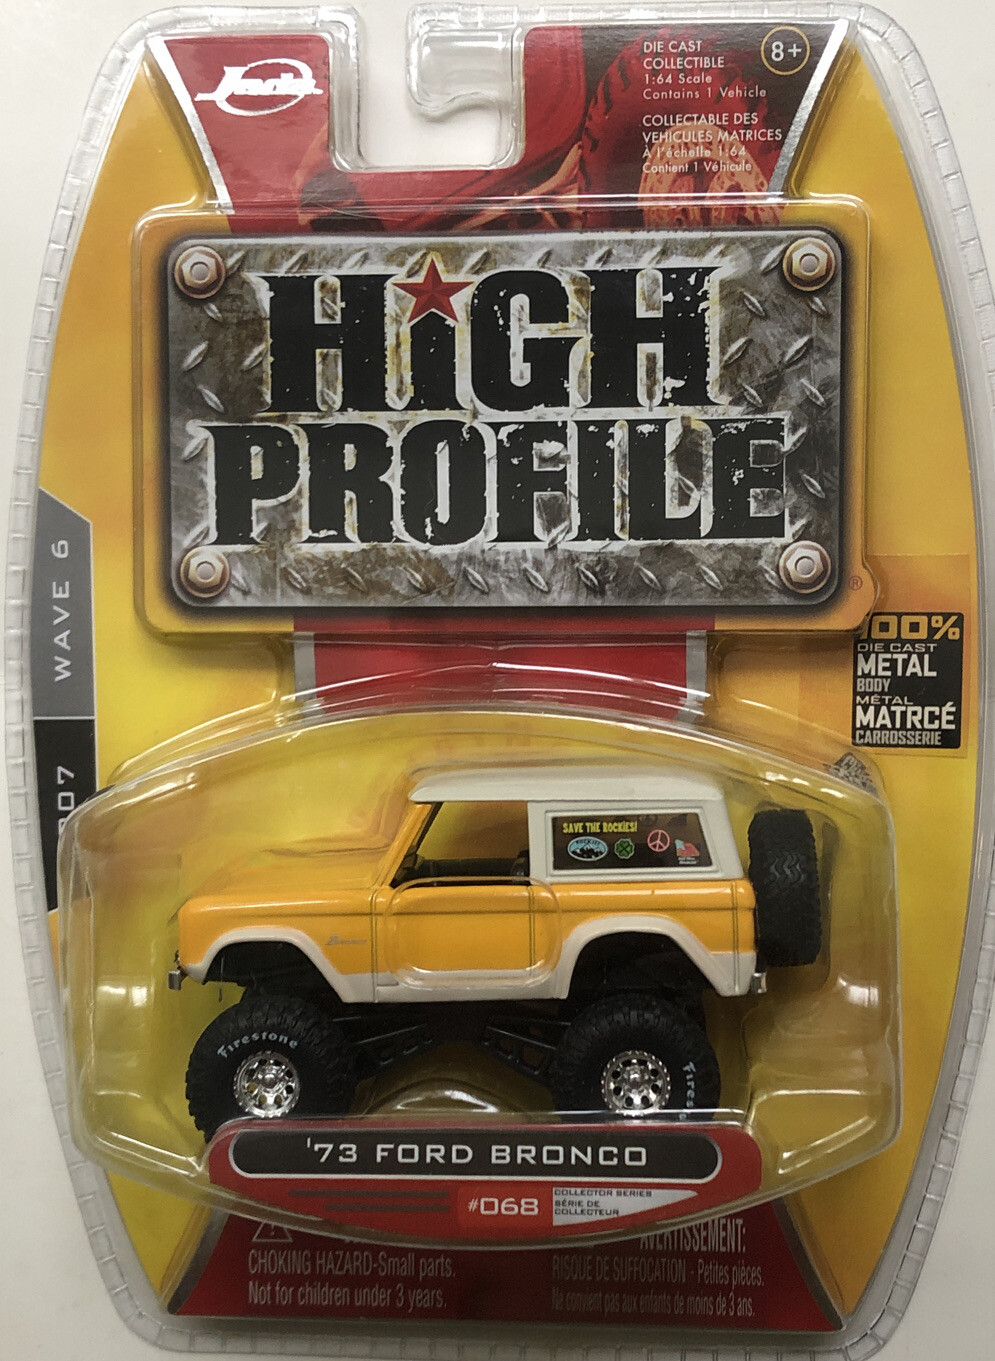 Jada
DIE CAST
COLLECTIBLE
1:64 Scale
Contains 1 Vehicle
8+
COLLECTABLE DES
VEHICULES MATRICES
À l'échelle 1:64
Contient 1 Véhicule
HiGH
PROFILE
®
WAVE 6
100%
DIE CAST
METAL
BODY
MÉTAL
MATRCÉ
CARROSSERIE
SAVE THE ROCKIES!
ROCKIES
Bronco
Firestone
'73 FORD BRONCO
#068
COLLECTOR SERIES
SÉRIE DE
COLLECTEUR
AVERTISSEMENT:
CHOKING HAZARD-Small parts.
Not for children under 3 years.
RISQUE DE SUFFOCATION - Petites pièces.
Ne convient pas aux enfants de moins de 3 ans.